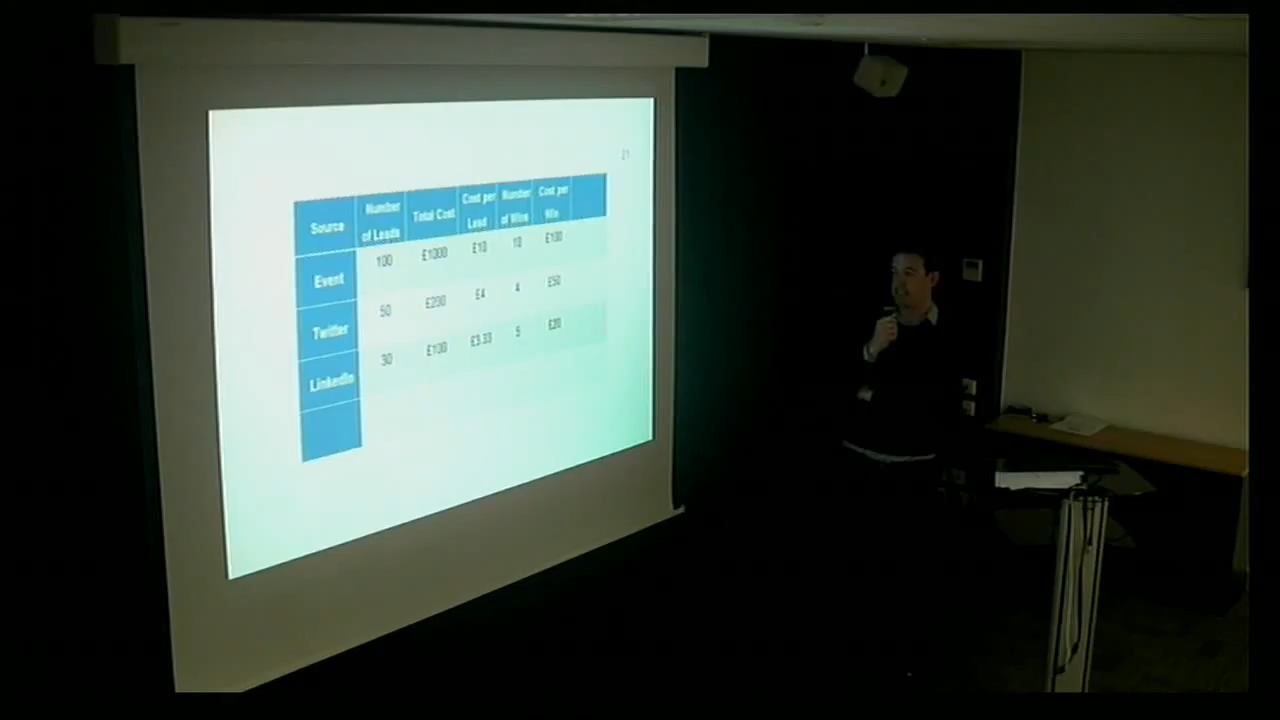 21
Source Number of Leads Total Cost Cost per Lead Number of Wins Cost per Win
Event 100 £1000 £10 10 £100
Twitter 50 £200 £4 4 £50
LinkedIn 30 £100 £3.33 5 £20